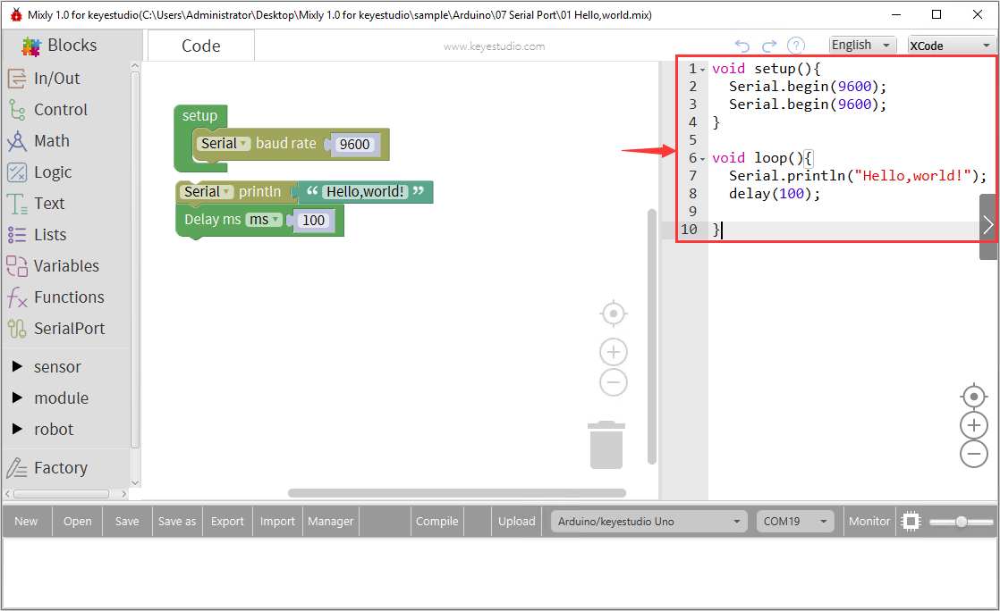 Mixly 1.0 for keyestudio(C:\Users\Administrator\Desktop\Mixly 1.0 for keyestudio\sample\Arduino\07 Serial Port\01 Hello,world.mix)
Blocks
Code
www.keyestudio.com
?
English
XCode
In/Out
Control
Math
Logic
Text
Lists
Variables
Functions
SerialPort
sensor
module
robot
Factory
setup
Serial baud rate 9600
Serial println “ Hello,world! ”
Delay ms ms 100
1 void setup(){
2 Serial.begin(9600);
3 Serial.begin(9600);
4 }
5
6 void loop(){
7 Serial.println("Hello,world!");
8 delay(100);
9
10 }
New Open Save Save as Export Import Manager Compile Upload Arduino/keyestudio Uno COM19 Monitor